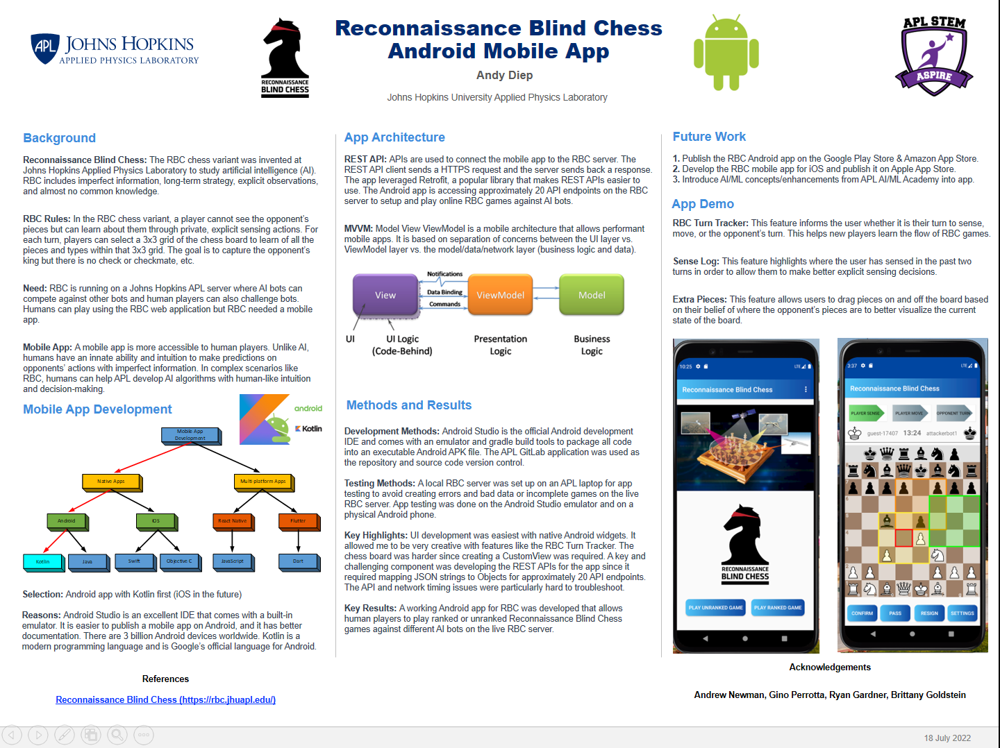 APL JOHNS HOPKINS
APPLIED PHYSICS LABORATORY
RECONNAISSANCE
BLIND CHESS
Reconnaissance Blind Chess
Android Mobile App
Andy Diep
Johns Hopkins University Applied Physics Laboratory
APL STEM
ASPIRE
Background
Reconnaissance Blind Chess: The RBC chess variant was invented at
Johns Hopkins Applied Physics Laboratory to study artificial intelligence (AI).
RBC includes imperfect information, long-term strategy, explicit observations,
and almost no common knowledge.
RBC Rules: In the RBC chess variant, a player cannot see the opponent's
pieces but can learn about them through private, explicit sensing actions. For
each turn, players can select a 3x3 grid of the chess board to learn of all the
pieces and types within that 3x3 grid. The goal is to capture the opponent's
king but there is no check or checkmate, etc.
Need: RBC is running on a Johns Hopkins APL server where AI bots can
compete against other bots and human players can also challenge bots.
Humans can play using the RBC web application but RBC needed a mobile
app.
Mobile App: A mobile app is more accessible to human players. Unlike AI,
humans have an innate ability and intuition to make predictions on
opponents' actions with imperfect information. In complex scenarios like
RBC, humans can help APL develop AI algorithms with human-like intuition
and decision-making.
Mobile App Development
android
Kotlin
Mobile App
Development
Native Apps
Multi-platform Apps
Android
iOS
React Native
Flutter
Kotlin
Java
Swift
Objective C
JavaScript
Dart
Selection: Android app with Kotlin first (iOS in the future)
Reasons: Android Studio is an excellent IDE that comes with a built-in
emulator. It is easier to publish a mobile app on Android, and it has better
documentation. There are 3 billion Android devices worldwide. Kotlin is a
modern programming language and is Google's official language for Android.
References
Reconnaissance Blind Chess (https://rbc.jhuapl.edu/)
App Architecture
REST API: APIs are used to connect the mobile app to the RBC server. The
REST API client sends a HTTPS request and the server sends back a response.
The app leveraged Retrofit, a popular library that makes REST APIs easier to
use. The Android app is accessing approximately 20 API endpoints on the RBC
server to setup and play online RBC games against AI bots.
MVVM: Model View ViewModel is a mobile architecture that allows performant
mobile apps. It is based on separation of concerns between the UI layer vs.
ViewModel layer vs. the model/data/network layer (business logic and data).
Notifications
View
Data Binding
ViewModel
Model
Commands
UI
UI Logic
(Code-Behind)
Presentation
Logic
Business
Logic
Methods and Results
Development Methods: Android Studio is the official Android development
IDE and comes with an emulator and gradle build tools to package all code
into an executable Android APK file. The APL GitLab application was used as
the repository and source code version control.
Testing Methods: A local RBC server was set up on an APL laptop for app
testing to avoid creating errors and bad data or incomplete games on the live
RBC server. App testing was done on the Android Studio emulator and on a
physical Android phone.
Key Highlights: UI development was easiest with native Android widgets. It
allowed me to be very creative with features like the RBC Turn Tracker. The
chess board was harder since creating a CustomView was required. A key and
challenging component was developing the REST APIs for the app since it
required mapping JSON strings to Objects for approximately 20 API endpoints.
The API and network timing issues were particularly hard to troubleshoot.
Key Results: A working Android app for RBC was developed that allows
human players to play ranked or unranked Reconnaissance Blind Chess
games against different AI bots on the live RBC server.
Future Work
1. Publish the RBC Android app on the Google Play Store & Amazon App Store.
2. Develop the RBC mobile app for iOS and publish it on Apple App Store.
3. Introduce AI/ML concepts/enhancements from APL AI/ML Academy into app.
App Demo
RBC Turn Tracker: This feature informs the user whether it is their turn to sense,
move, or the opponent's turn. This helps new players learn the flow of RBC games.
Sense Log: This feature highlights where the user has sensed in the past two
turns in order to allow them to make better explicit sensing decisions.
Extra Pieces: This feature allows users to drag pieces on and off the board based
on their belief of where the opponent's pieces are to better visualize the current
state of the board.
10:25
LTE
Reconnaissance Blind Chess
RECONNAISSANCE
BLIND CHESS
PLAY UNRANKED GAME
PLAY RANKED GAME
3:37
LTE
Reconnaissance Blind Chess
PLAYER SENSE
PLAYER MOVE
OPPONENT TURN
guest-17407 13:24 attackerbot1
7
6
5
4
3
2
CONFIRM
PASS
RESIGN
SETTINGS
Acknowledgements
Andrew Newman, Gino Perrotta, Ryan Gardner, Brittany Goldstein
18 July 2022